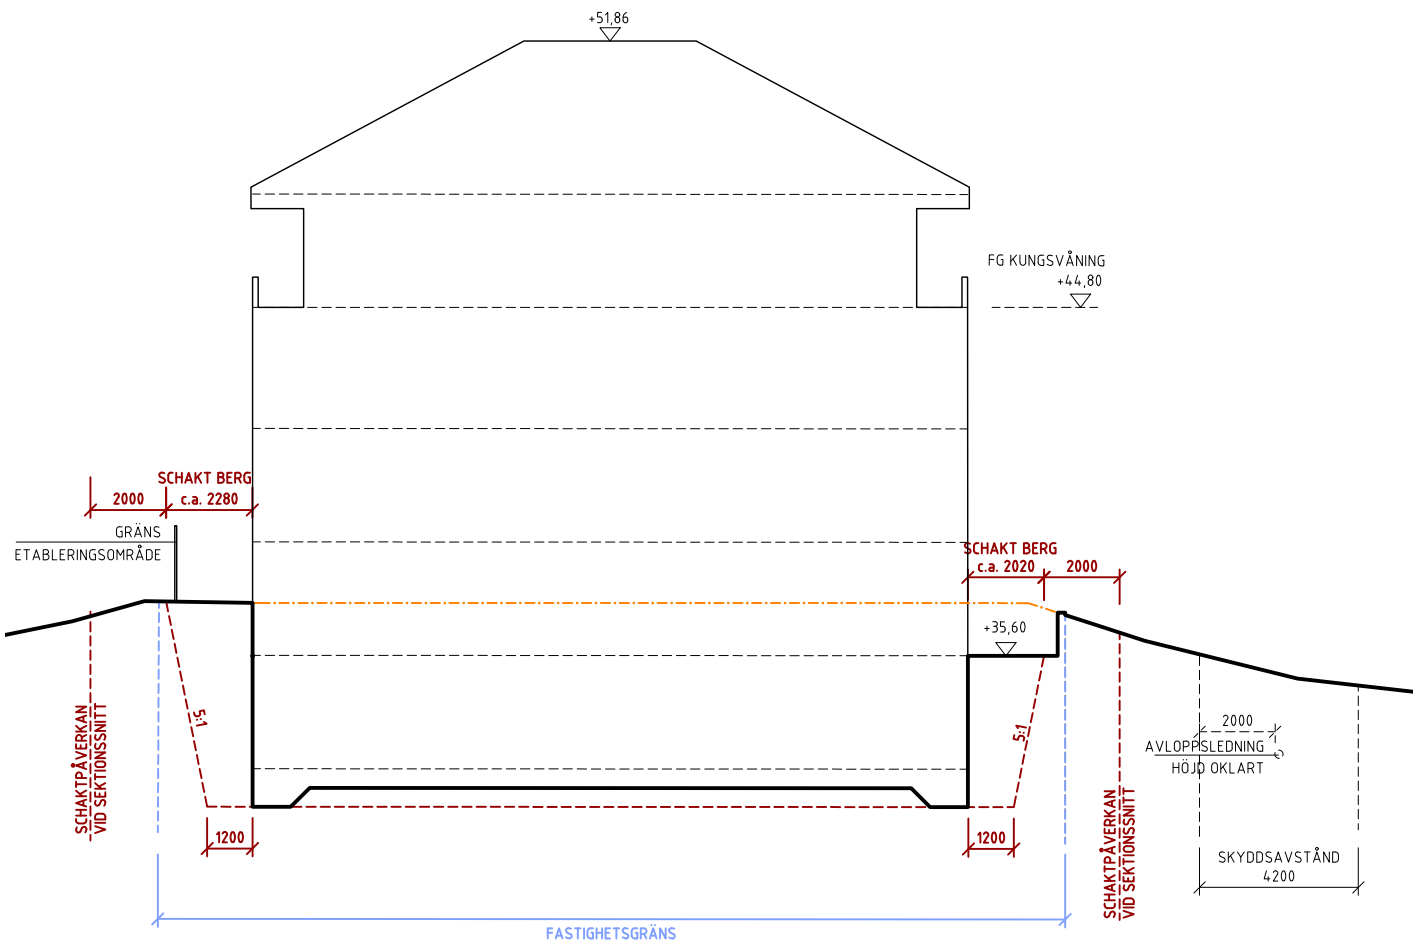 +51,86
FG KUNGSVÅNING
+44,80
SCHAKT BERG
2000
c.a. 2280
GRÄNS
ETABLERINGSOMRÅDE
SCHAKT BERG
c.a. 2020
2000
+35,60
5:1
5:1
SCHAKTPÅVERKAN
VID SEKTIONSSNITT
2000
AVLOPPSLEDNING
HÖJD OKLART
1200
1200
SCHAKTPÅVERKAN
VID SEKTIONSSNITT
SKYDDSAVSTÅND
4200
FASTIGHETSGRÄNS